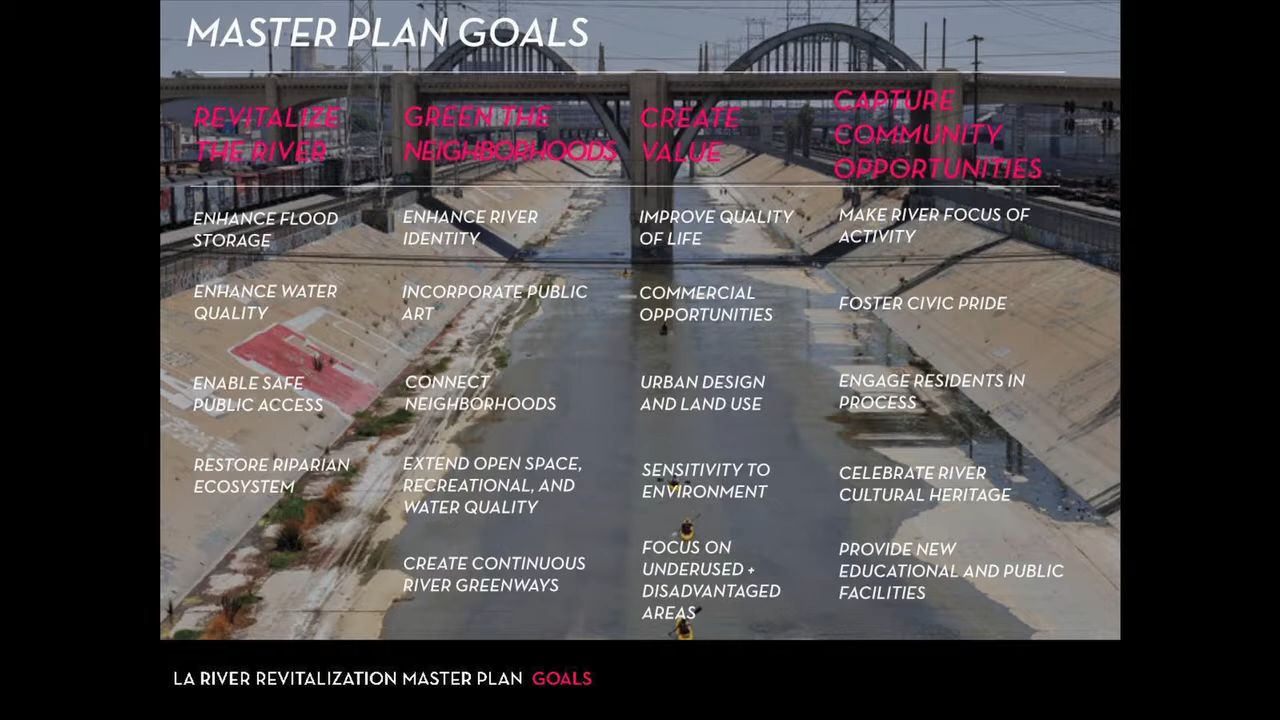 MASTER PLAN GOALS
REVITALIZE
THE RIVER
ENHANCE FLOOD
STORAGE
ENHANCE WATER
QUALITY
ENABLE SAFE
PUBLIC ACCESS
RESTORE RIPARIAN
ECOSYSTEM
GREEN THE
NEIGHBORHOODS
ENHANCE RIVER
IDENTITY
INCORPORATE PUBLIC
ART
CONNECT
NEIGHBORHOODS
EXTEND OPEN SPACE,
RECREATIONAL, AND
WATER QUALITY
CREATE CONTINUOUS
RIVER GREENWAYS
CREATE
VALUE
IMPROVE QUALITY
OF LIFE
COMMERCIAL
OPPORTUNITIES
URBAN DESIGN
AND LAND USE
SENSITIVITY TO
ENVIRONMENT
FOCUS ON
UNDERUSED +
DISADVANTAGED
AREAS
CAPTURE
COMMUNITY
OPPORTUNITIES
MAKE RIVER FOCUS OF
ACTIVITY
FOSTER CIVIC PRIDE
ENGAGE RESIDENTS IN
PROCESS
CELEBRATE RIVER
CULTURAL HERITAGE
PROVIDE NEW
EDUCATIONAL AND PUBLIC
FACILITIES
LA RIVER REVITALIZATION MASTER PLAN GOALS